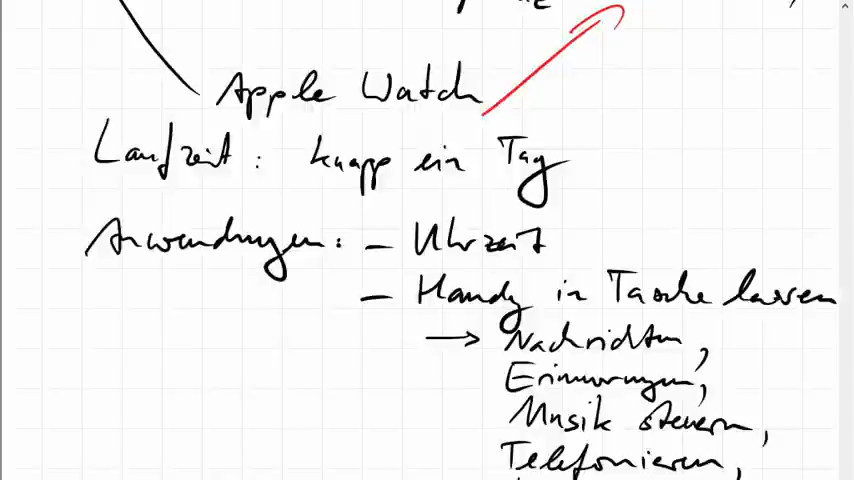 Apple Watch
Laufzeit: knapp ein Tag
Anwendungen: – Uhrzeit
– Handy in Tasche lassen
→ Nachrichten,
Erinnerungen,
Musik steuern,
Telefonieren,